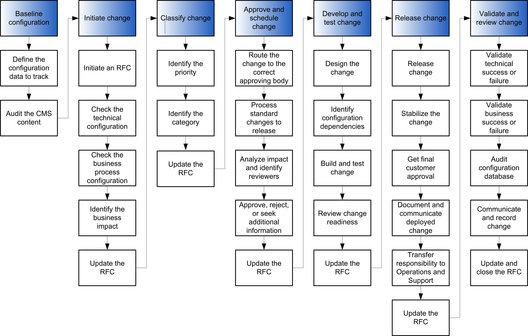 Baseline
configuration
Define the
configuration
data to track
Audit the CMS
content
Initiate change
Initiate an RFC
Check the
technical
configuration
Check the
business
process
configuration
Identify the
business
impact
Update the
RFC
Classify change
Identify the
priority
Identify the
category
Update the
RFC
Approve and
schedule
change
Route the
change to the
correct
approving body
Process
standard
changes to
release
Analyze impact
and identify
reviewers
Approve, reject,
or seek
additional
information
Update the
RFC
Develop and
test change
Design the
change
Identify
configuration
dependencies
Build and test
change
Review change
readiness
Update the
RFC
Release change
Release
change
Stabilize the
change
Get final
customer
approval
Document and
communicate
deployed
change
Transfer
responsibility to
Operations and
Support
Update the
RFC
Validate and
review change
Validate
technical
success or
failure
Validate
business
success or
failure
Audit
configuration
database
Communicate
and record
change
Update and
close the RFC